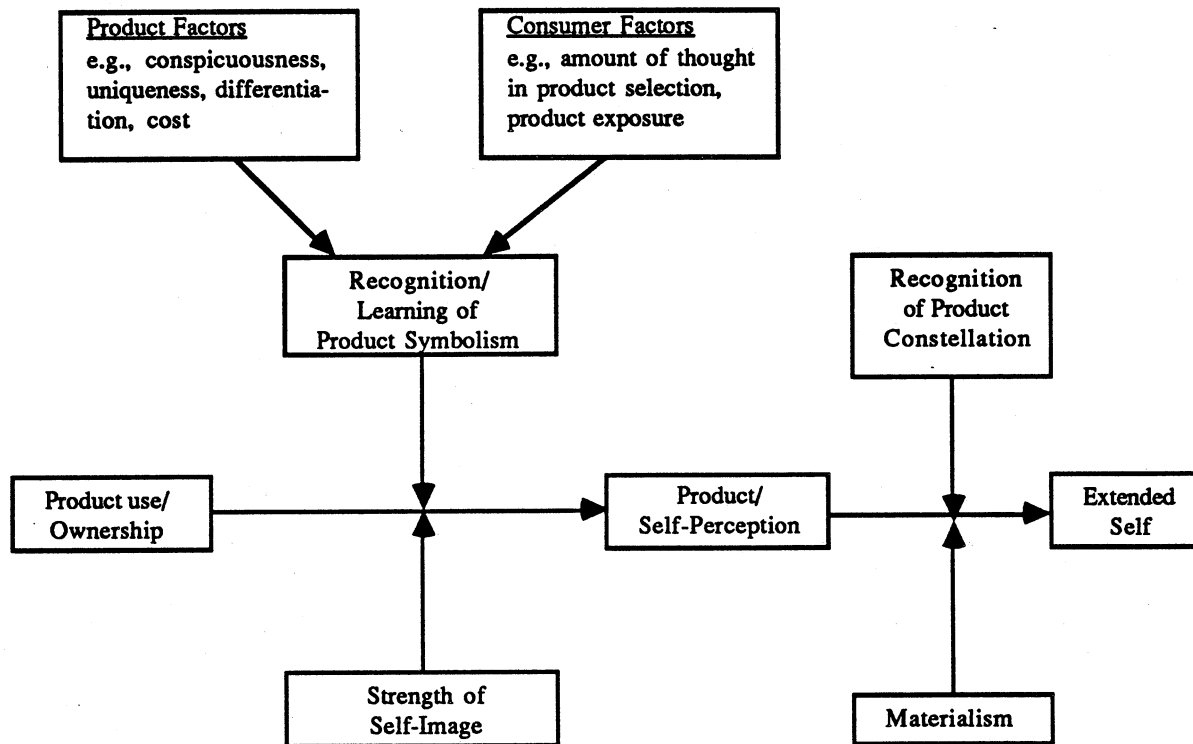 Product Factors
e.g., conspicuousness,
uniqueness, differentia-
tion, cost
Consumer Factors
e.g., amount of thought
in product selection,
product exposure
Recognition/
Learning of
Product Symbolism
Recognition
of Product
Constellation
Product use/
Ownership
Product/
Self-Perception
Extended
Self
Strength of
Self-Image
Materialism